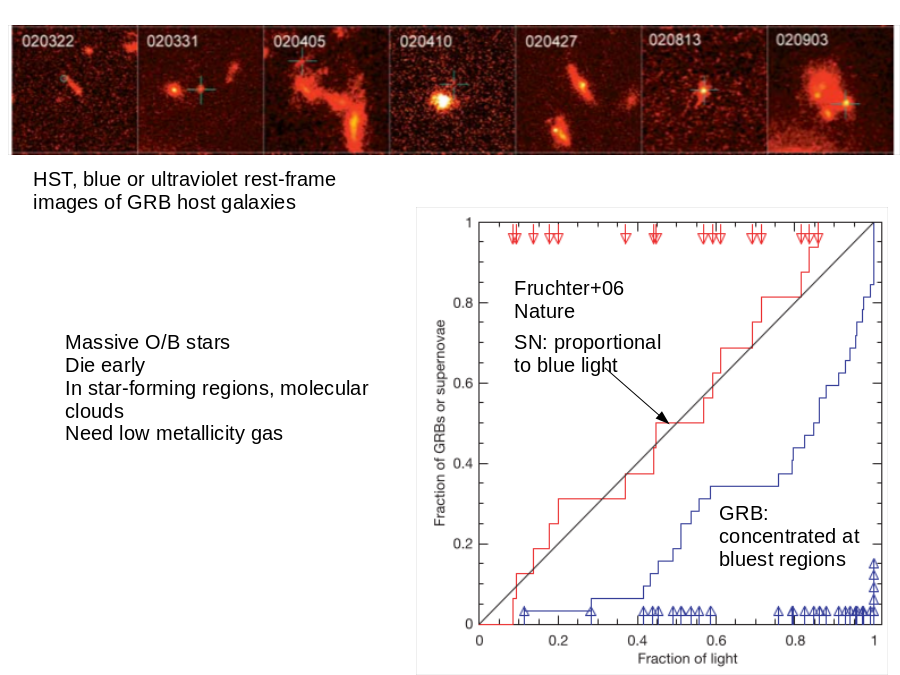 020322
020331
020405
020410
020427
020813
020903
HST, blue or ultraviolet rest-frame
images of GRB host galaxies
Massive O/B stars
Die early
In star-forming regions, molecular
clouds
Need low metallicity gas
Fraction of GRBs or supernovae
1
0.8
0.6
0.4
0.2
0
Fruchter+06
Nature
SN: proportional
to blue light
GRB:
concentrated at
bluest regions
0
0.2
0.4
0.6
0.8
1
Fraction of light